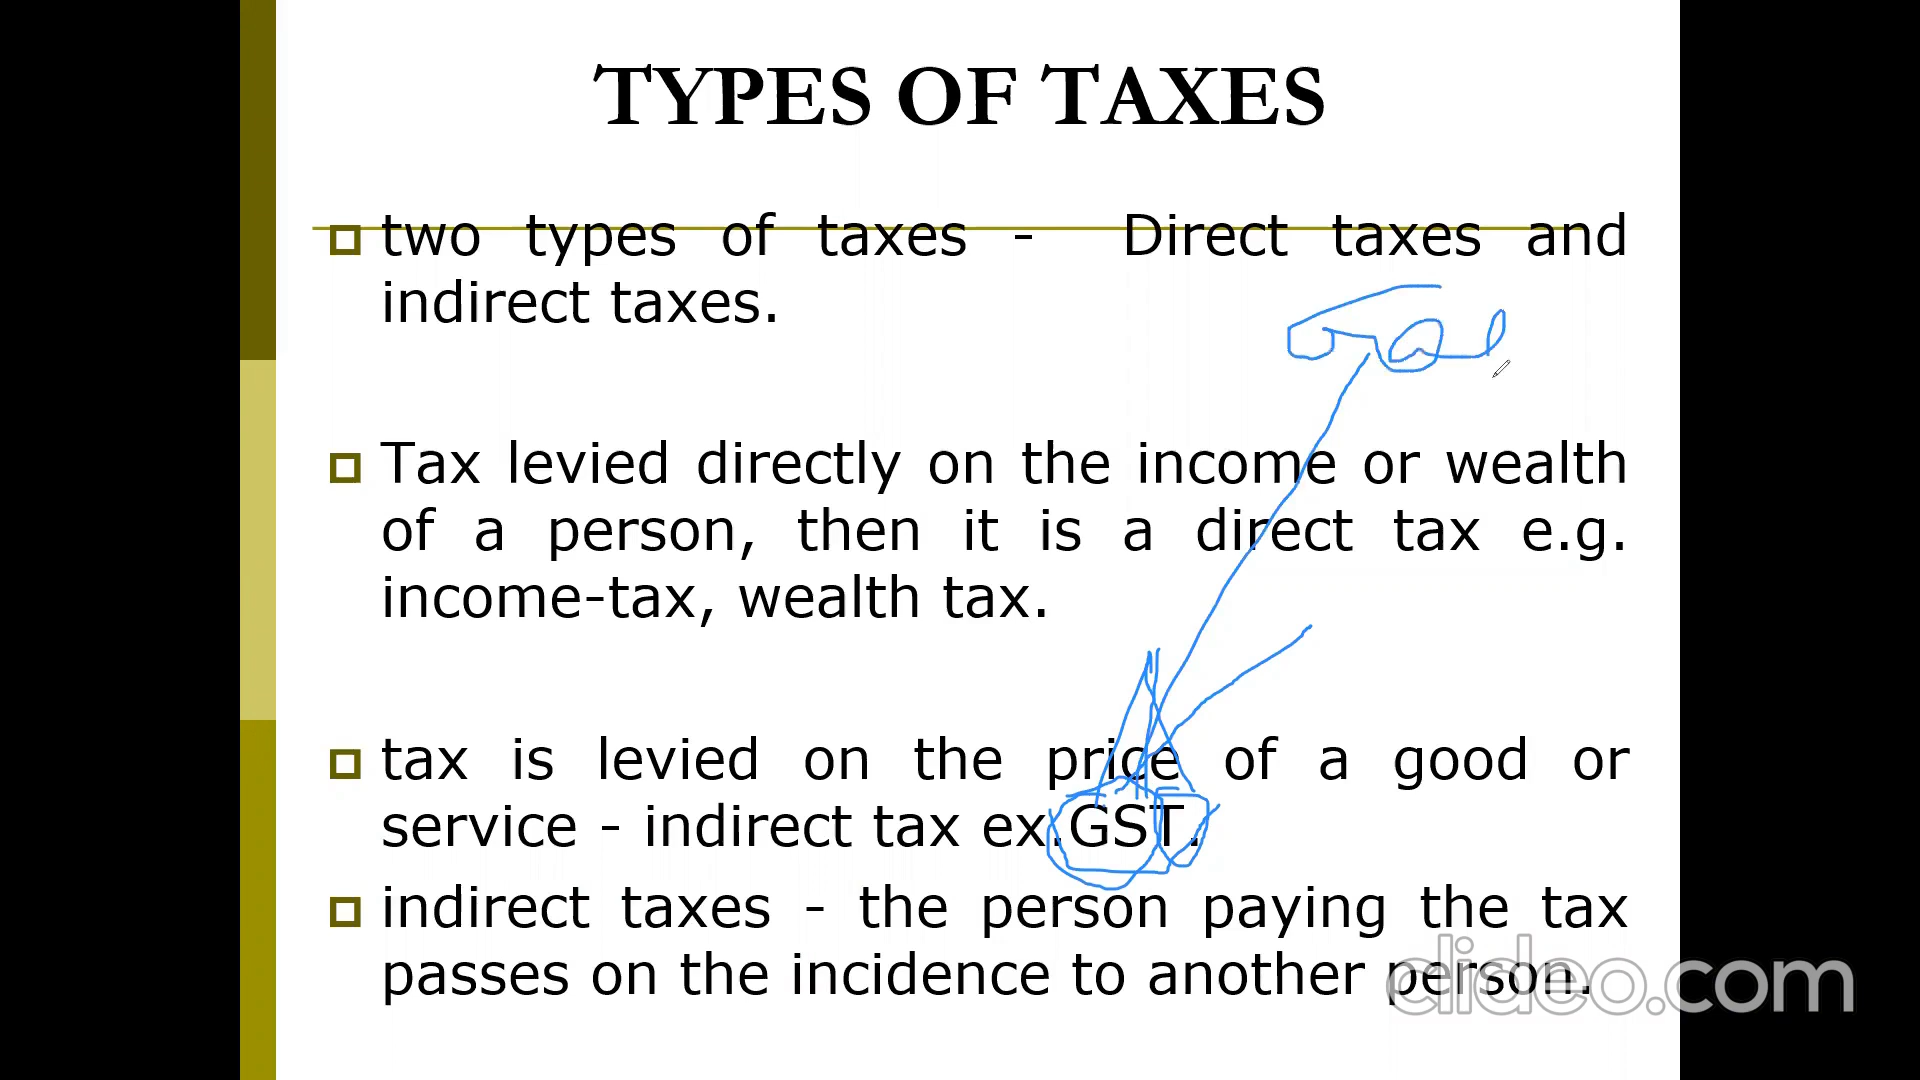 TYPES OF TAXES
two types of taxes - Direct taxes and
indirect taxes.
Tax levied directly on the income or wealth
of a person, then it is a direct tax e.g.
income-tax, wealth tax.
tax is levied on the price of a good or
service - indirect tax ex.GST.
indirect taxes - the person paying the tax
passes on the incidence to another person.
clideo.com